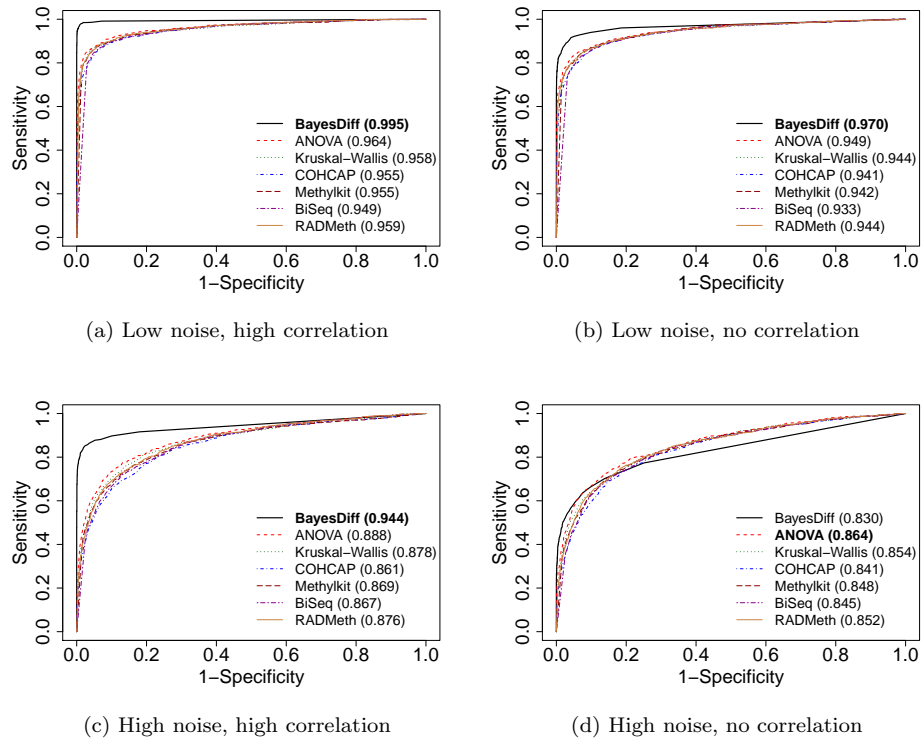 Sensitivity
0.0 0.2 0.4 0.6 0.8 1.0
BayesDiff (0.995)
ANOVA (0.964)
Kruskal−Wallis (0.958)
COHCAP (0.955)
Methylkit (0.955)
BiSeq (0.949)
RADMeth (0.959)
0.0 0.2 0.4 0.6 0.8 1.0
1−Specificity
(a) Low noise, high correlation
Sensitivity
0.0 0.2 0.4 0.6 0.8 1.0
BayesDiff (0.970)
ANOVA (0.949)
Kruskal−Wallis (0.944)
COHCAP (0.941)
Methylkit (0.942)
BiSeq (0.933)
RADMeth (0.944)
0.0 0.2 0.4 0.6 0.8 1.0
1−Specificity
(b) Low noise, no correlation
Sensitivity
0.0 0.2 0.4 0.6 0.8 1.0
BayesDiff (0.944)
ANOVA (0.888)
Kruskal−Wallis (0.878)
COHCAP (0.861)
Methylkit (0.869)
BiSeq (0.867)
RADMeth (0.876)
0.0 0.2 0.4 0.6 0.8 1.0
1−Specificity
(c) High noise, high correlation
Sensitivity
0.0 0.2 0.4 0.6 0.8 1.0
BayesDiff (0.830)
ANOVA (0.864)
Kruskal−Wallis (0.854)
COHCAP (0.841)
Methylkit (0.848)
BiSeq (0.845)
RADMeth (0.852)
0.0 0.2 0.4 0.6 0.8 1.0
1−Specificity
(d) High noise, no correlation